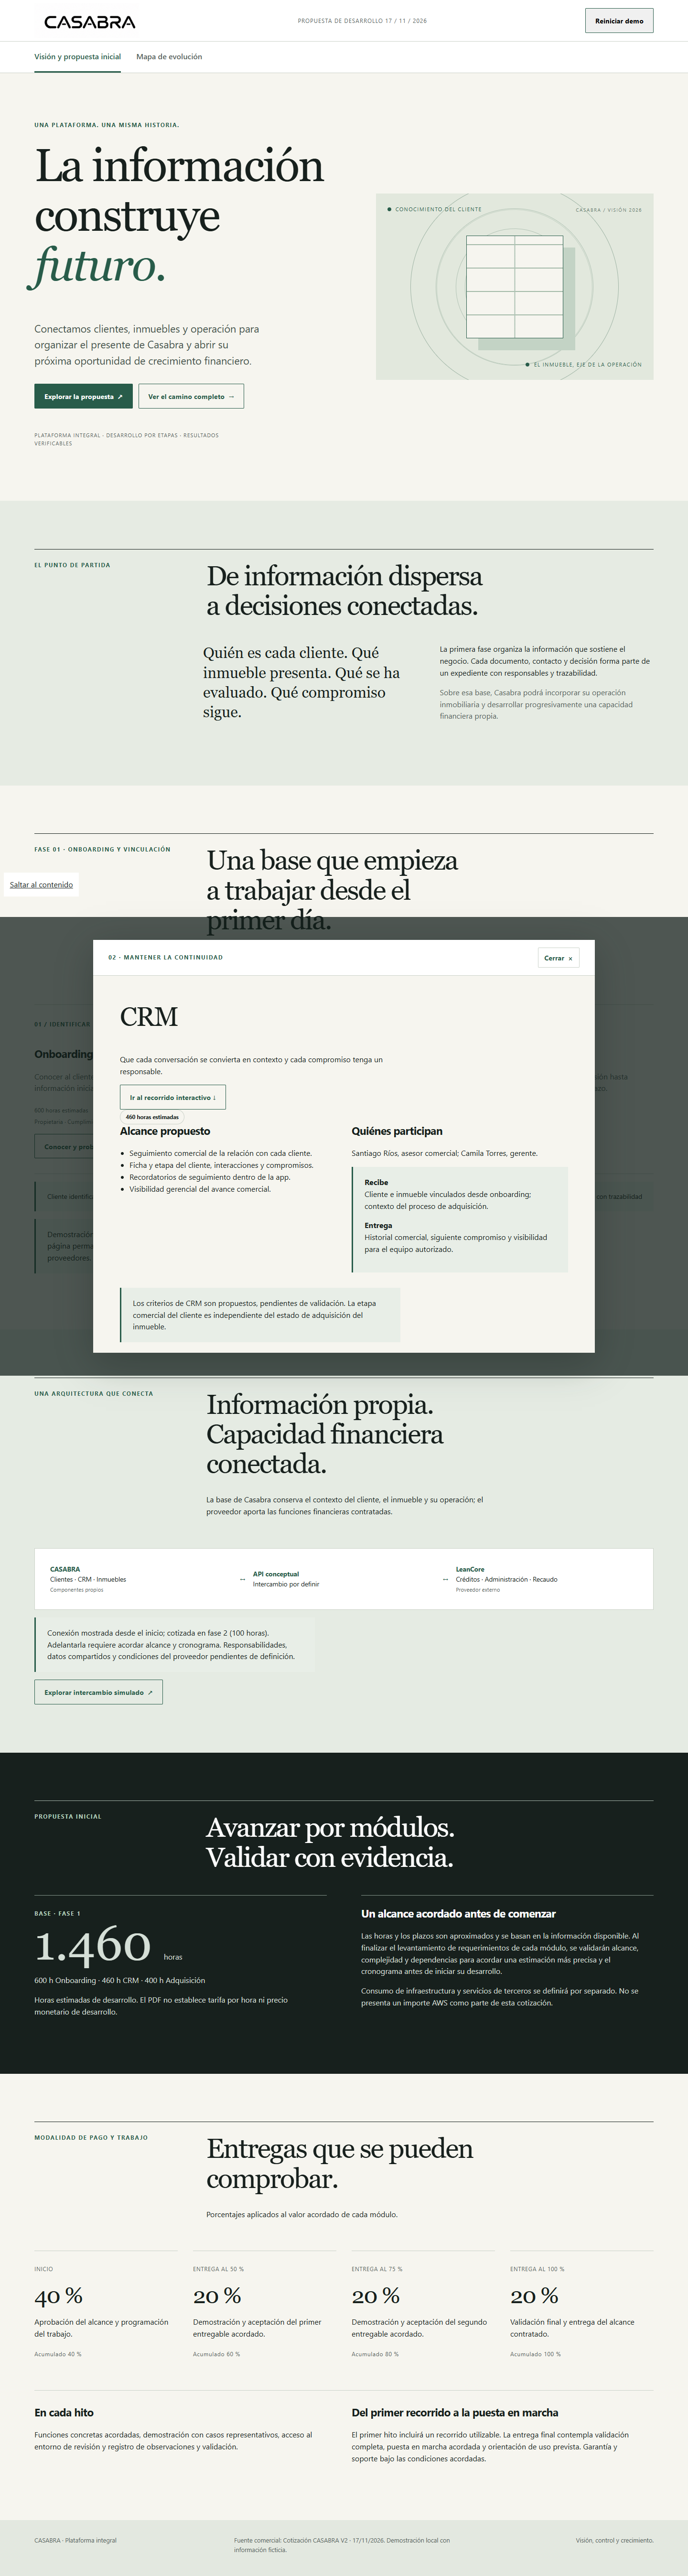 CASABRA
PROPUESTA DE DESARROLLO 17 / 11 / 2026
Reiniciar demo
Visión y propuesta inicial
Mapa de evolución
UNA PLATAFORMA. UNA MISMA HISTORIA.
La información
construye
futuro.
CONOCIMIENTO DEL CLIENTE
CASABRA / VISIÓN 2026
EL INMUEBLE, EJE DE LA OPERACIÓN
Conectamos clientes, inmuebles y operación para
organizar el presente de Casabra y abrir su
próxima oportunidad de crecimiento financiero.
Explorar la propuesta ↗
Ver el camino completo →
PLATAFORMA INTEGRAL · DESARROLLO POR ETAPAS · RESULTADOS
VERIFICABLES
EL PUNTO DE PARTIDA
De información dispersa
a decisiones conectadas.
Quién es cada cliente. Qué
inmueble presenta. Qué se ha
evaluado. Qué compromiso
sigue.
La primera fase organiza la información que sostiene el
negocio. Cada documento, contacto y decisión forma parte de
un expediente con responsables y trazabilidad.
Sobre esa base, Casabra podrá incorporar su operación
inmobiliaria y desarrollar progresivamente una capacidad
financiera propia.
FASE 01 · ONBOARDING Y VINCULACIÓN
Una base que empieza
a trabajar desde el
primer día.
Saltar al contenido
02 · MANTENER LA CONTINUIDAD
Cerrar ×
CRM
Que cada conversación se convierta en contexto y cada compromiso tenga un
responsable.
Ir al recorrido interactivo ↓
460 horas estimadas
Alcance propuesto
Seguimiento comercial de la relación con cada cliente.
Ficha y etapa del cliente, interacciones y compromisos.
Recordatorios de seguimiento dentro de la app.
Visibilidad gerencial del avance comercial.
Quiénes participan
Santiago Ríos, asesor comercial; Camila Torres, gerente.
Recibe
Cliente e inmueble vinculados desde onboarding;
contexto del proceso de adquisición.
Entrega
Historial comercial, siguiente compromiso y visibilidad
para el equipo autorizado.
Los criterios de CRM son propuestos, pendientes de validación. La etapa
comercial del cliente es independiente del estado de adquisición del
inmueble.
01 / IDENTIFICAR
Onboarding
Conocer al
información
600 horas estimadas
Propietaria · Cumplim
Conocer y prob
hasta
Cliente identific
con trazabilidad
Demostración
página perma
proveedores.
UNA ARQUITECTURA QUE CONECTA
Información propia.
Capacidad financiera
conectada.
La base de Casabra conserva el contexto del cliente, el inmueble y su operación; el
proveedor aporta las funciones financieras contratadas.
CASABRA
Clientes · CRM · Inmuebles
Componentes propios
↔
API conceptual
Intercambio por definir
↔
LeanCore
Créditos · Administración · Recaudo
Proveedor externo
Conexión mostrada desde el inicio; cotizada en fase 2 (100 horas).
Adelantarla requiere acordar alcance y cronograma. Responsabilidades,
datos compartidos y condiciones del proveedor pendientes de definición.
Explorar intercambio simulado ↗
PROPUESTA INICIAL
Avanzar por módulos.
Validar con evidencia.
BASE · FASE 1
1.460 horas
600 h Onboarding · 460 h CRM · 400 h Adquisición
Horas estimadas de desarrollo. El PDF no establece tarifa por hora ni precio
monetario de desarrollo.
Un alcance acordado antes de comenzar
Las horas y los plazos son aproximados y se basan en la información disponible. Al
finalizar el levantamiento de requerimientos de cada módulo, se validarán alcance,
complejidad y dependencias para acordar una estimación más precisa y el
cronograma antes de iniciar su desarrollo.
Consumo de infraestructura y servicios de terceros se definirá por separado. No se
presenta un importe AWS como parte de esta cotización.
MODALIDAD DE PAGO Y TRABAJO
Entregas que se pueden
comprobar.
Porcentajes aplicados al valor acordado de cada módulo.
INICIO
40 %
Aprobación del alcance y programación
del trabajo.
Acumulado 40 %
ENTREGA AL 50 %
20 %
Demostración y aceptación del primer
entregable acordado.
Acumulado 60 %
ENTREGA AL 75 %
20 %
Demostración y aceptación del segundo
entregable acordado.
Acumulado 80 %
ENTREGA AL 100 %
20 %
Validación final y entrega del alcance
contratado.
Acumulado 100 %
En cada hito
Funciones concretas acordadas, demostración con casos representativos, acceso al
entorno de revisión y registro de observaciones y validación.
Del primer recorrido a la puesta en marcha
El primer hito incluirá un recorrido utilizable. La entrega final contempla validación
completa, puesta en marcha acordada y orientación de uso prevista. Garantía y
soporte bajo las condiciones acordadas.
CASABRA · Plataforma integral
Fuente comercial: Cotización CASABRA V2 · 17/11/2026. Demostración local con
información ficticia.
Visión, control y crecimiento.